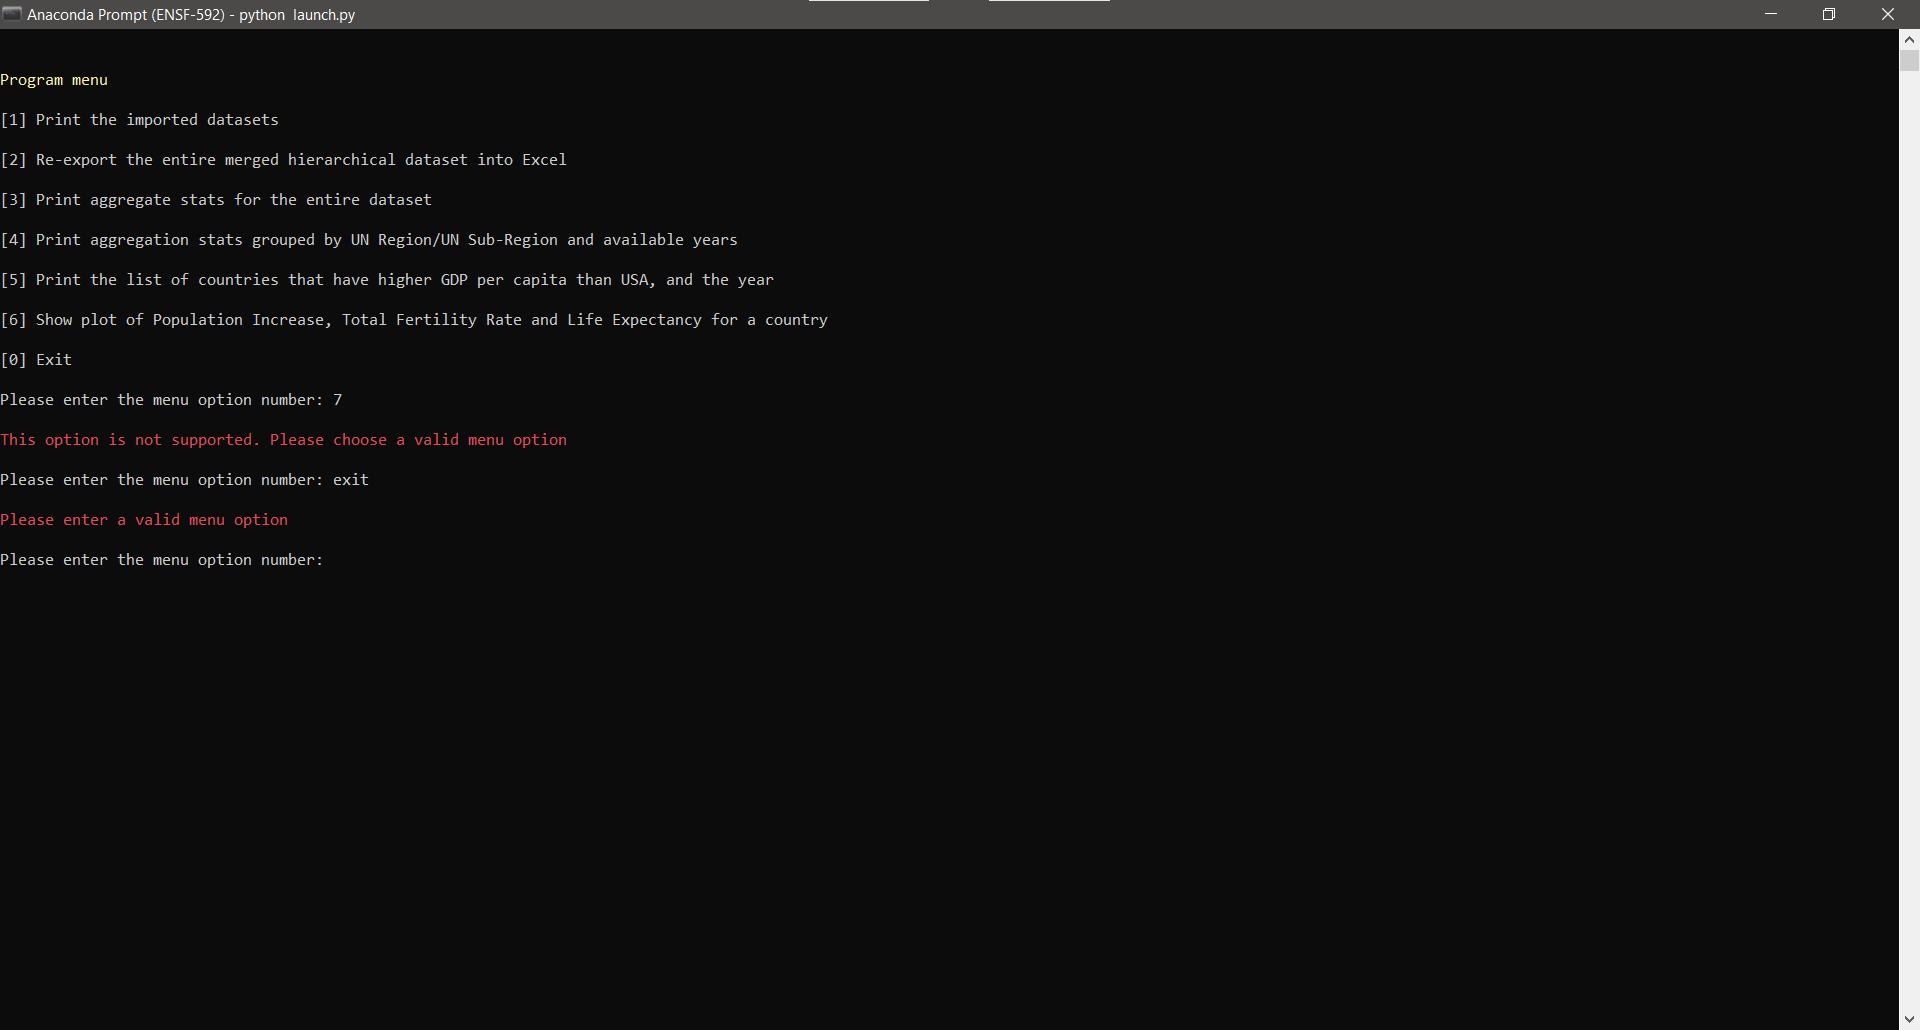 Anaconda Prompt (ENSF-592) - python  launch.py
Program menu
[1] Print the imported datasets
[2] Re-export the entire merged hierarchical dataset into Excel
[3] Print aggregate stats for the entire dataset
[4] Print aggregation stats grouped by UN Region/UN Sub-Region and available years
[5] Print the list of countries that have higher GDP per capita than USA, and the year
[6] Show plot of Population Increase, Total Fertility Rate and Life Expectancy for a country
[0] Exit
Please enter the menu option number: 7
This option is not supported. Please choose a valid menu option
Please enter the menu option number: exit
Please enter a valid menu option
Please enter the menu option number: